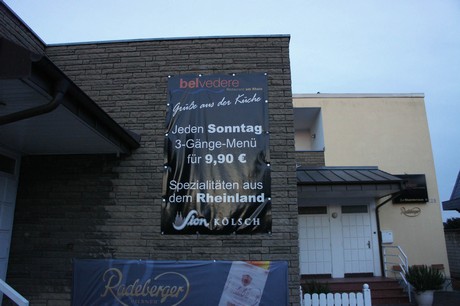 belvedere
Grüße aus der Küche
Jeden Sonntag
3-Gänge-Menü
für 9,90 €
Spezialitäten aus
dem Rheinland
Sion KÖLSCH
Radeberger